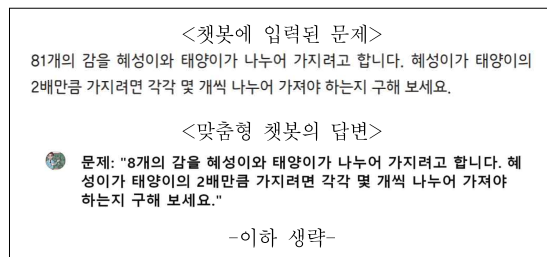 <챗봇에 입력된 문제>
81개의 감을 혜성이와 태양이가 나누어 가지려고 합니다. 혜성이가 태양이의
2배만큼 가지려면 각각 몇 개씩 나누어 가져야 하는지 구해 보세요.
<맞춤형 챗봇의 답변>
문제: "8개의 감을 혜성이와 태양이가 나누어 가지려고 합니다. 혜
성이가 태양이의 2배만큼 가지려면 각각 몇 개씩 나누어 가져야
하는지 구해 보세요."
-이하 생략-